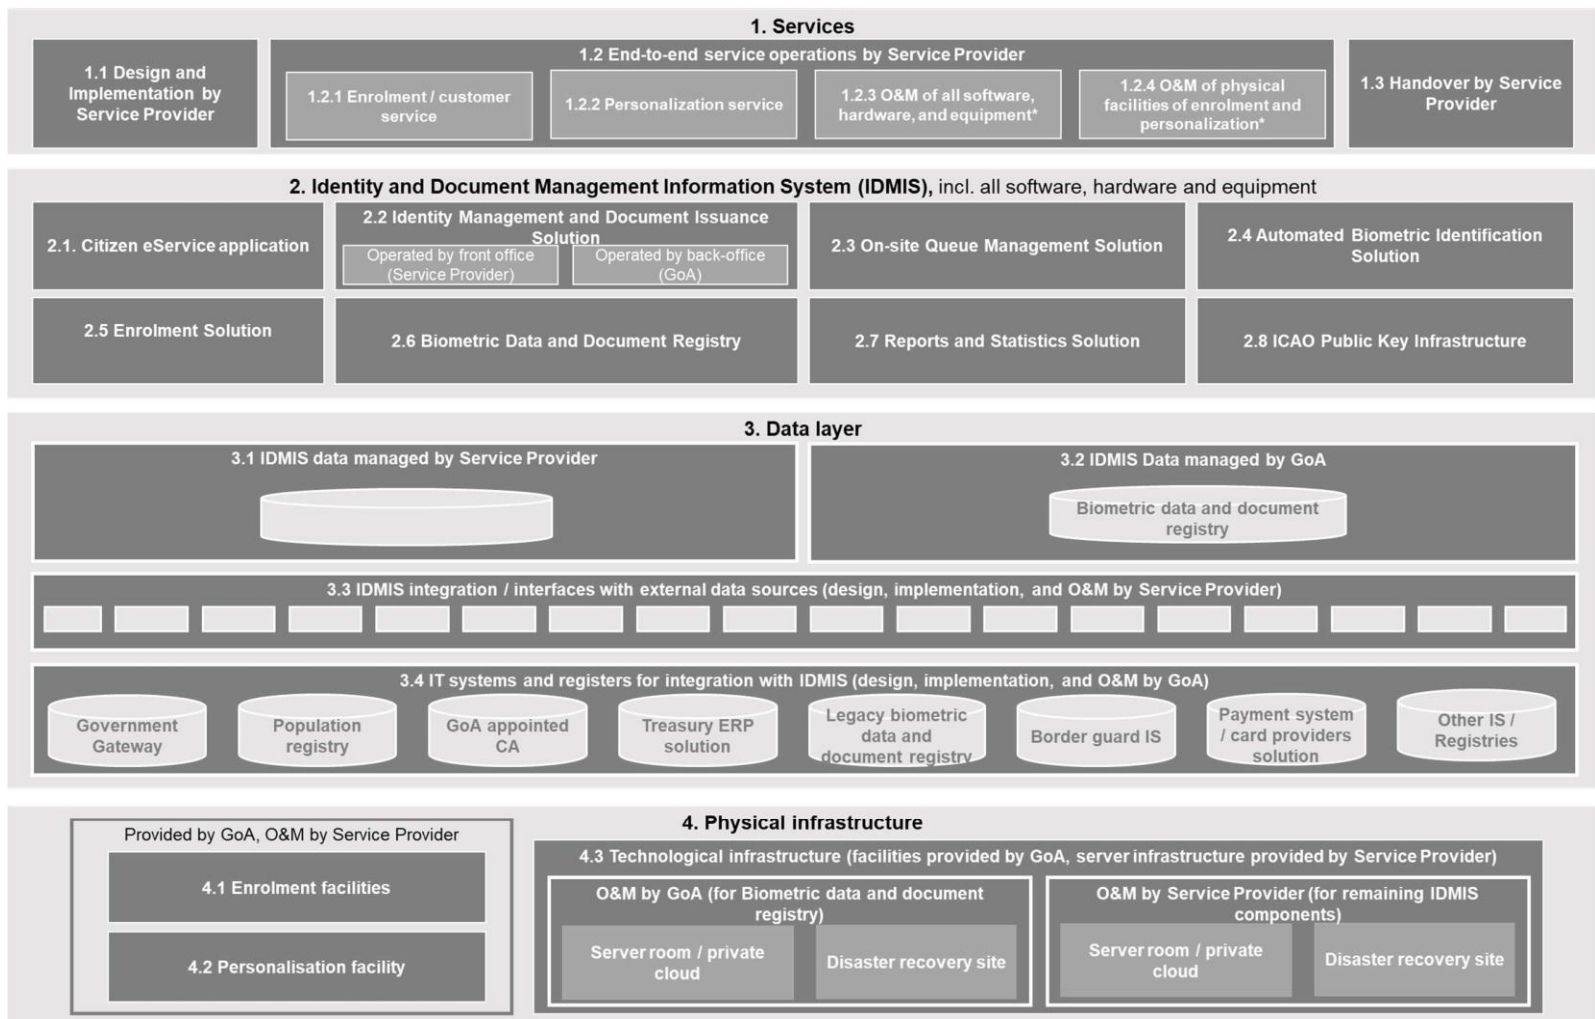 1. Services
1.1 Design and
Implementation by
Service Provider
1.2 End-to-end service operations by Service Provider
1.2.1 Enrolment / customer
service
1.2.2 Personalization service
1.2.3 O&M of all software,
hardware, and equipment*
1.2.4 O&M of physical
facilities of enrolment and
personalization*
1.3 Handover by Service
Provider
2. Identity and Document Management Information System (IDMIS), incl. all software, hardware and equipment
2.1. Citizen eService application
2.2 Identity Management and Document Issuance
Solution
Operated by front office
(Service Provider)
Operated by back-office
(GoA)
2.3 On-site Queue Management Solution
2.4 Automated Biometric Identification
Solution
2.5 Enrolment Solution
2.6 Biometric Data and Document Registry
2.7 Reports and Statistics Solution
2.8 ICAO Public Key Infrastructure
3. Data layer
3.1 IDMIS data managed by Service Provider
3.2 IDMIS Data managed by GoA
Biometric data and document
registry
3.3 IDMIS integration / interfaces with external data sources (design, implementation, and O&M by Service Provider)
3.4 IT systems and registers for integration with IDMIS (design, implementation, and O&M by GoA)
Government
Gateway
Population
registry
GoA appointed
CA
Treasury ERP
solution
Legacy biometric
data and
document registry
Border guard IS
Payment system
/ card providers
solution
Other IS /
Registries
4. Physical infrastructure
Provided by GoA, O&M by Service Provider
4.1 Enrolment facilities
4.2 Personalisation facility
4.3 Technological infrastructure (facilities provided by GoA, server infrastructure provided by Service Provider)
O&M by GoA (for Biometric data and document
registry)
Server room / private
cloud
Disaster recovery site
O&M by Service Provider (for remaining IDMIS
components)
Server room / private
cloud
Disaster recovery site